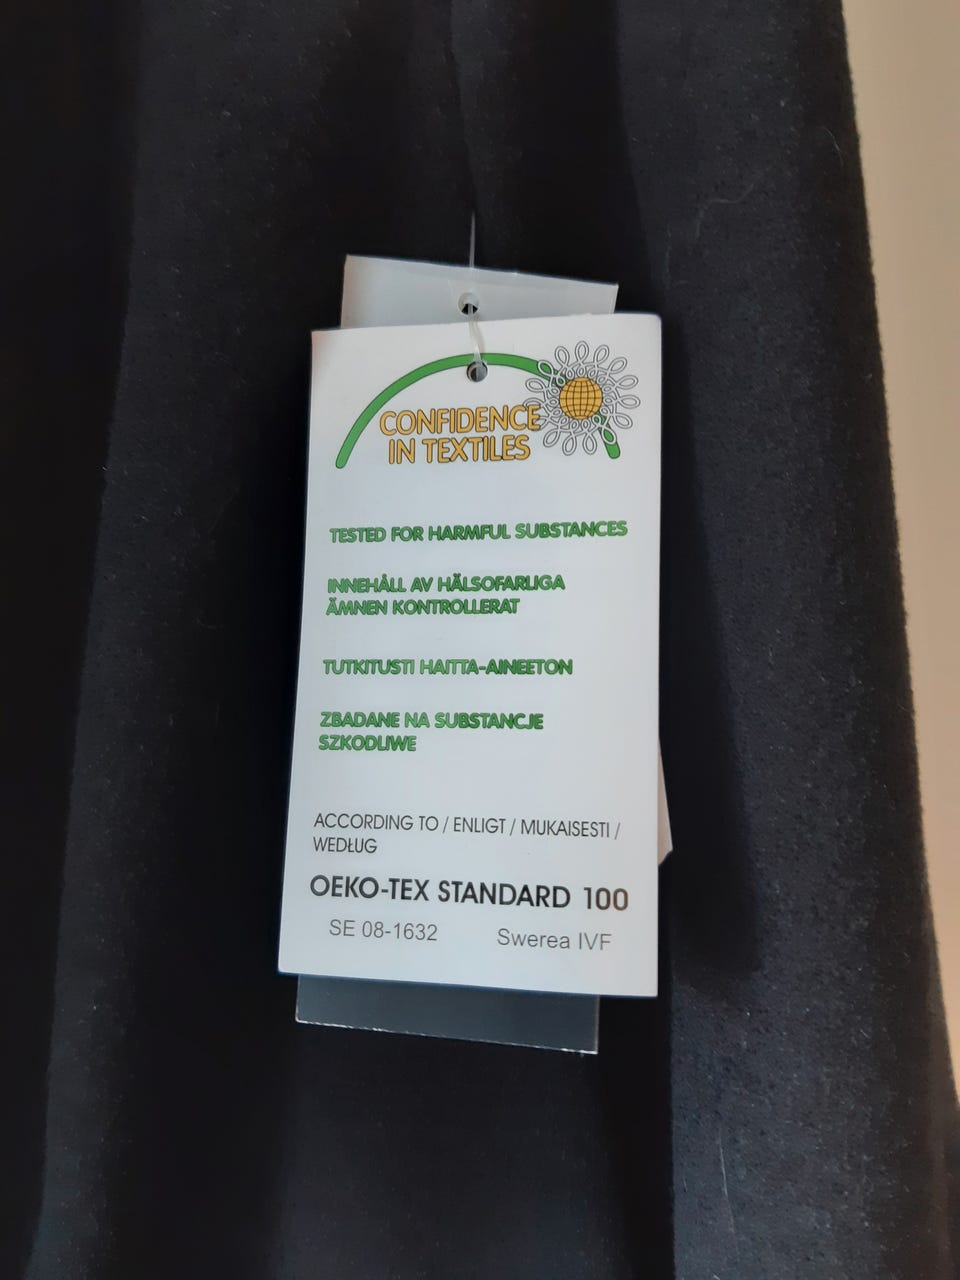 CONFIDENCE
IN TEXTILES
TESTED FOR HARMFUL SUBSTANCES
INNEHÅLL AV HÄLSOFARLIGA
ÄMNEN KONTROLLERAT
TUTKITUSTI HAITTA-AINEETON
ZBADANE NA SUBSTANCJE
SZKODLIWE
ACCORDING TO / ENLIGT / MUKAISESTI /
WEDŁUG
OEKO-TEX STANDARD 100
SE 08-1632 Swerea IVF